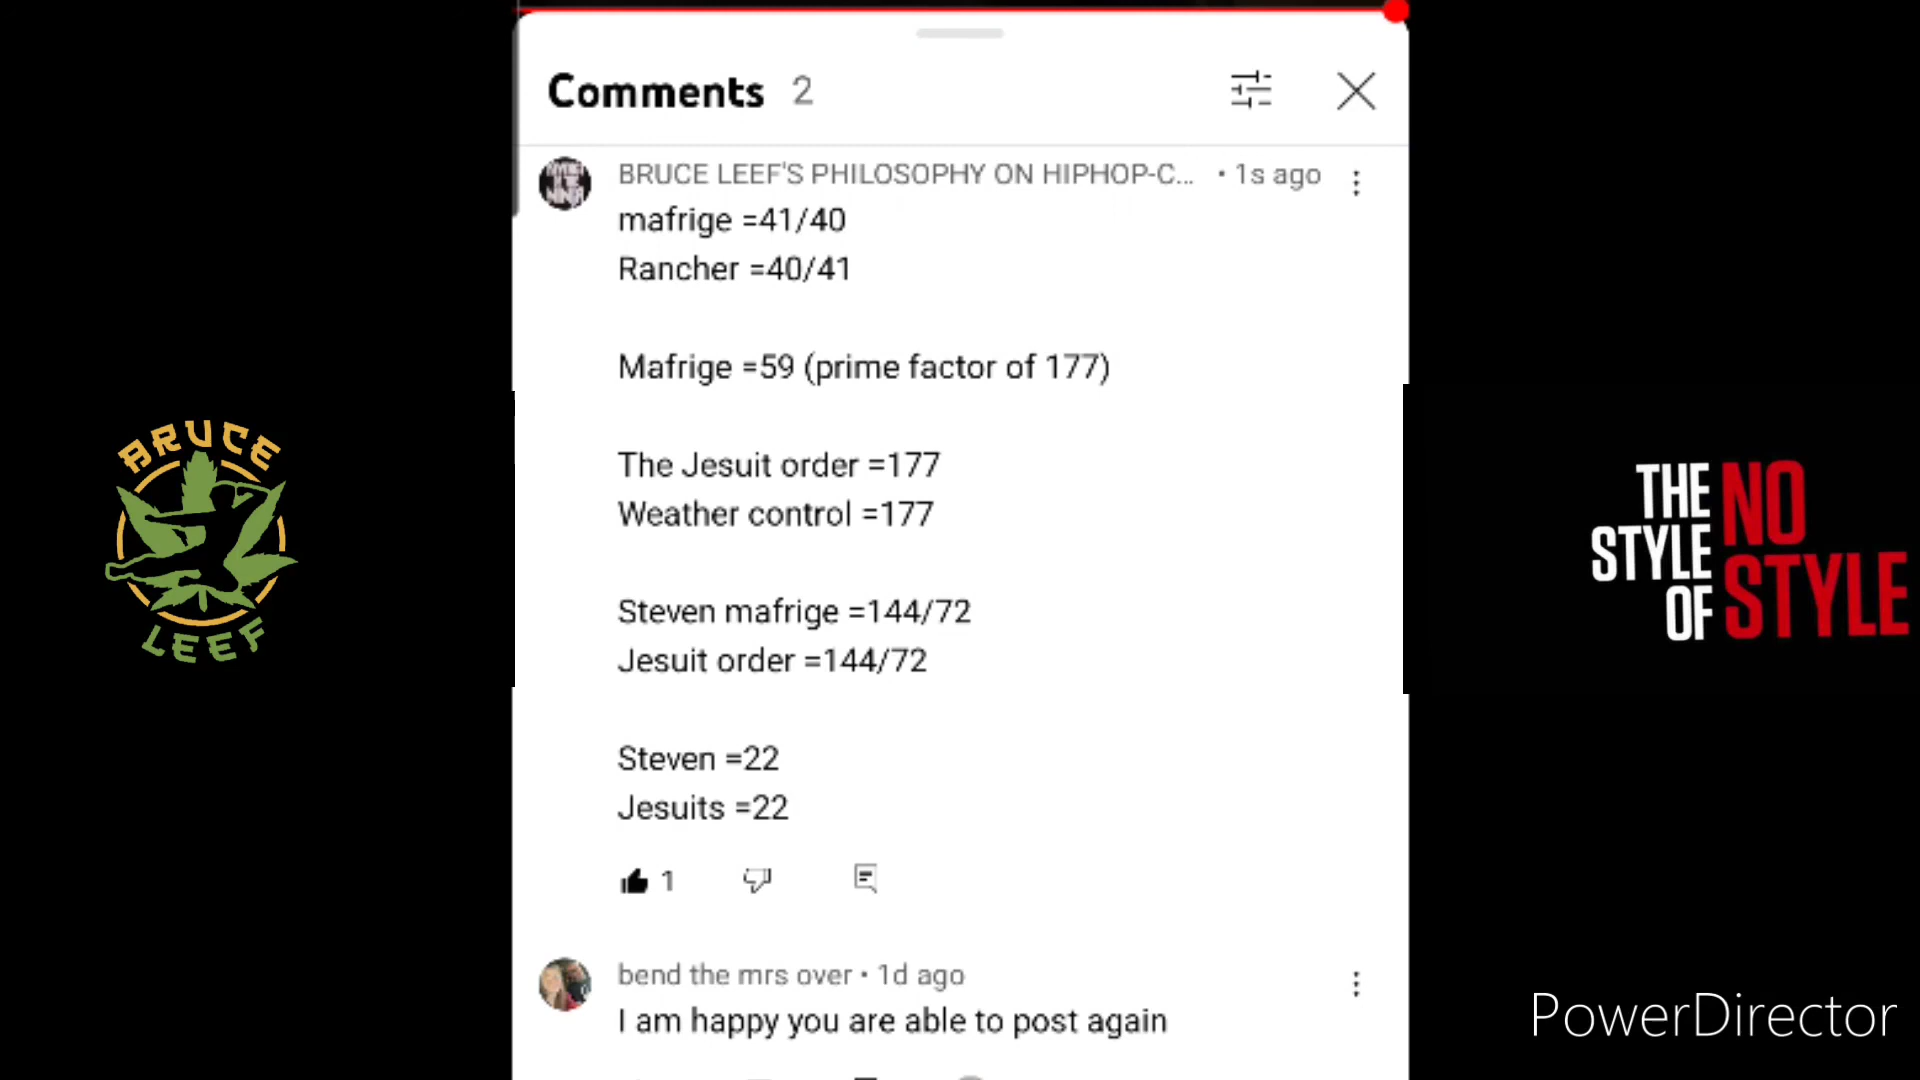 Comments 2
BRUCE LEEF'S PHILOSOPHY ON HIPHOP-C... • 1s ago
mafrige =41/40
Rancher =40/41
Mafrige =59 (prime factor of 177)
The Jesuit order =177
Weather control =177
Steven mafrige =144/72
Jesuit order =144/72
Steven =22
Jesuits =22
1
bend the mrs over • 1d ago
I am happy you are able to post again
BRUCE
LEEF
THE
STYLE
OF
NO
STYLE
PowerDirector